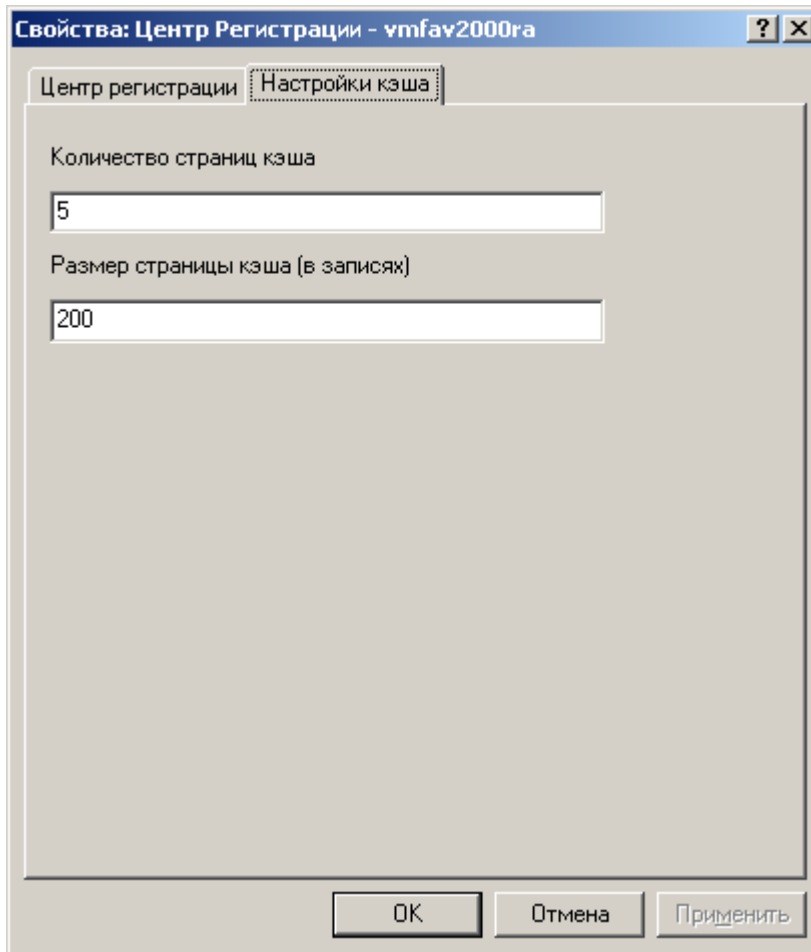 Свойства: Центр Регистрации - vmfav2000ra
Центр регистрации Настройки кэша
Количество страниц кэша
5
Размер страницы кэша (в записях)
200
OK Отмена Применить